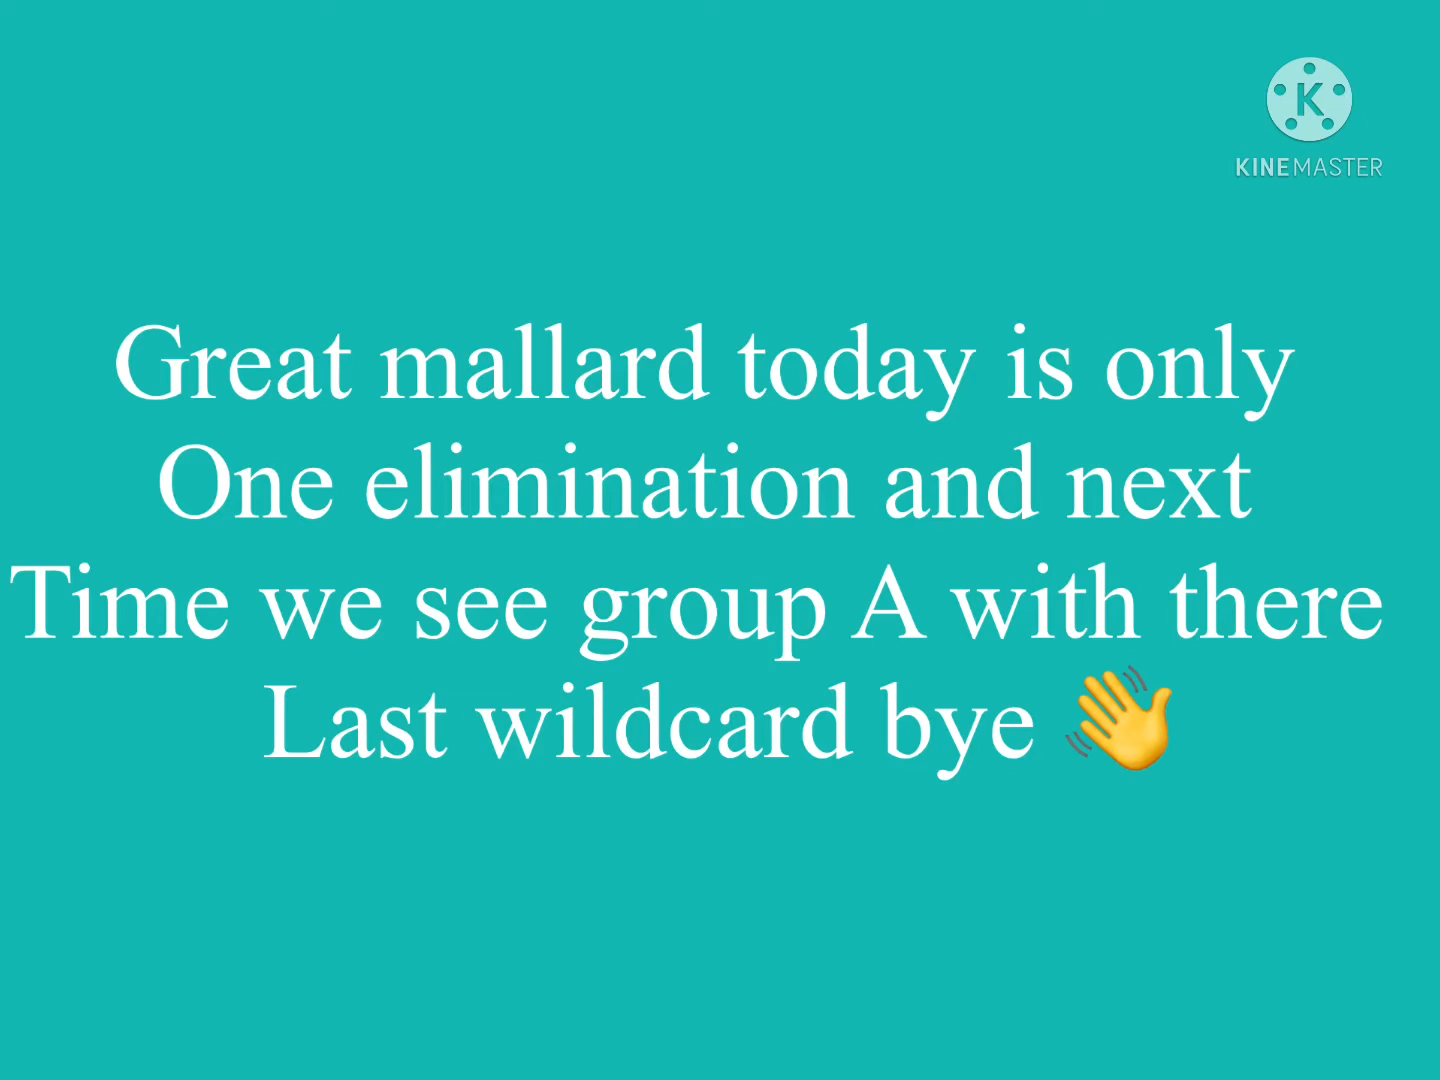 K
KINEMASTER
Great mallard today is only
One elimination and next
Time we see group A with there
Last wildcard bye 👋